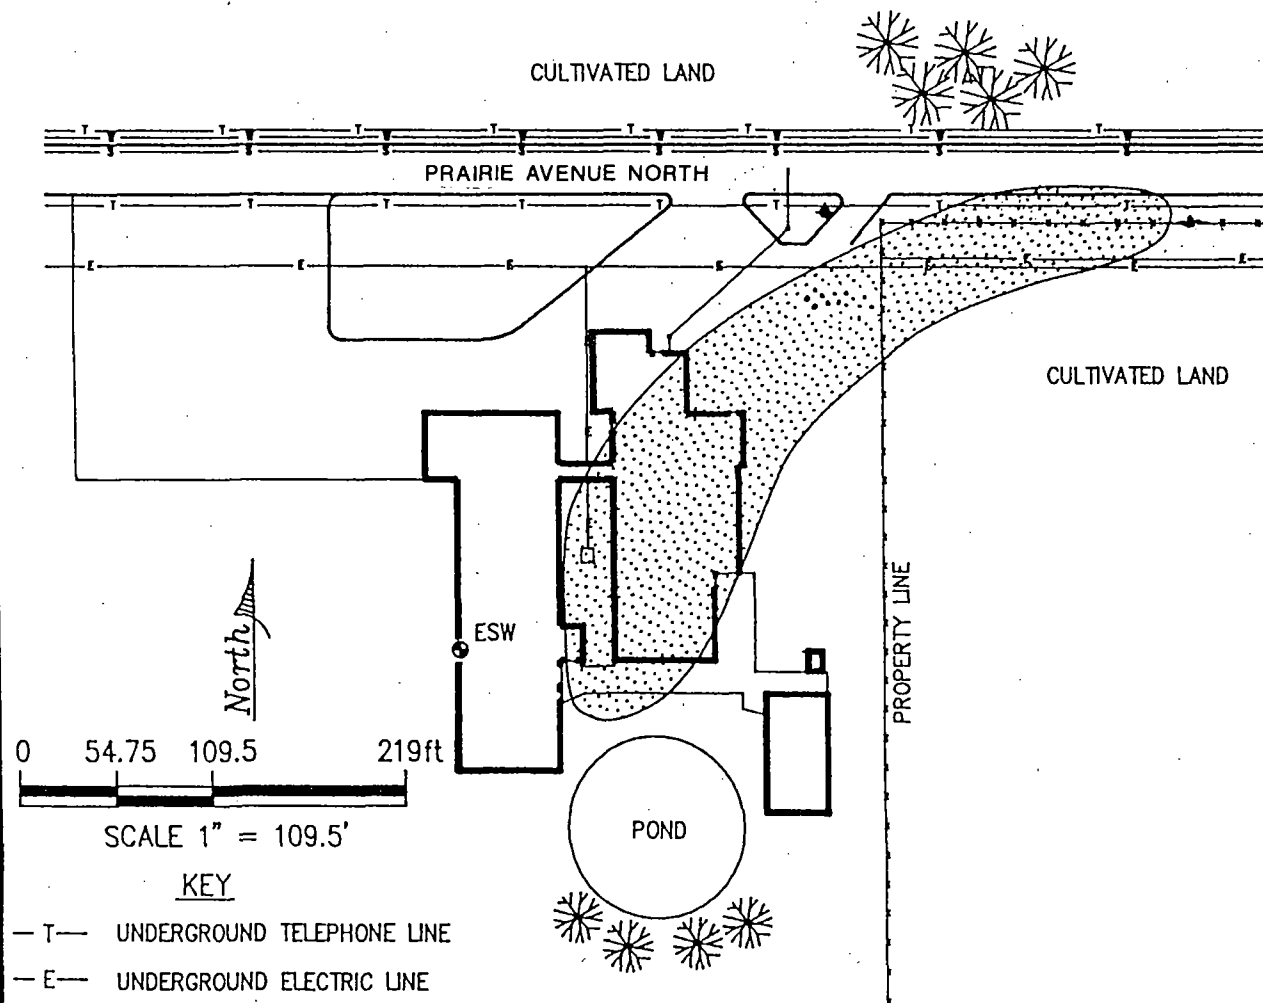 CULTIVATED LAND
T T T T T T T T T
S S S S S S S S
PRAIRIE AVENUE NORTH
T T T T T T T T
E E E E E E E E
CULTIVATED LAND
E
E
PROPERTY LINE
ESW
North
0 54.75 109.5 219ft
SCALE 1" = 109.5'
POND
KEY
— T — UNDERGROUND TELEPHONE LINE
— E — UNDERGROUND ELECTRIC LINE